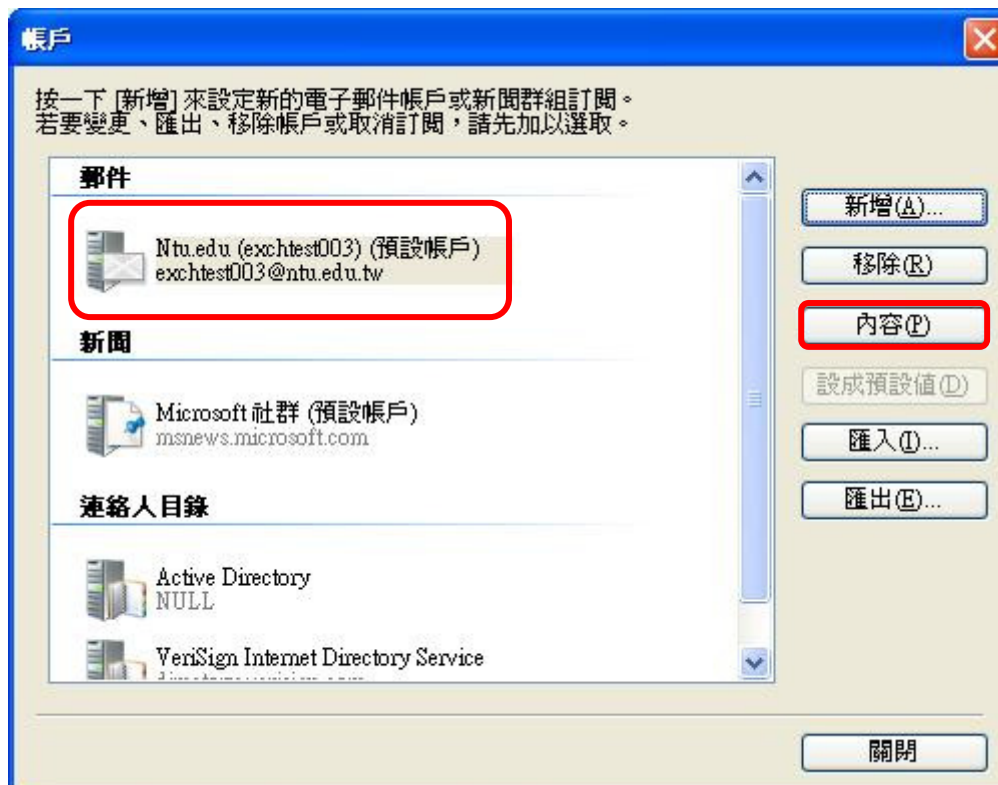 帳戶
按一下 [新增] 來設定新的電子郵件帳戶或新聞群組訂閱。
若要變更、匯出、移除帳戶或取消訂閱，請先加以選取。
郵件
Ntu.edu (exchtest003) (預設帳戶)
exchtest003@ntu.edu.tw
新聞
Microsoft 社群 (預設帳戶)
msnews.microsoft.com
連絡人目錄
Active Directory
NULL
VeriSign Internet Directory Service
新增(A)...
移除(R)
內容(P)
設成預設值(D)
匯入(I)...
匯出(E)...
關閉